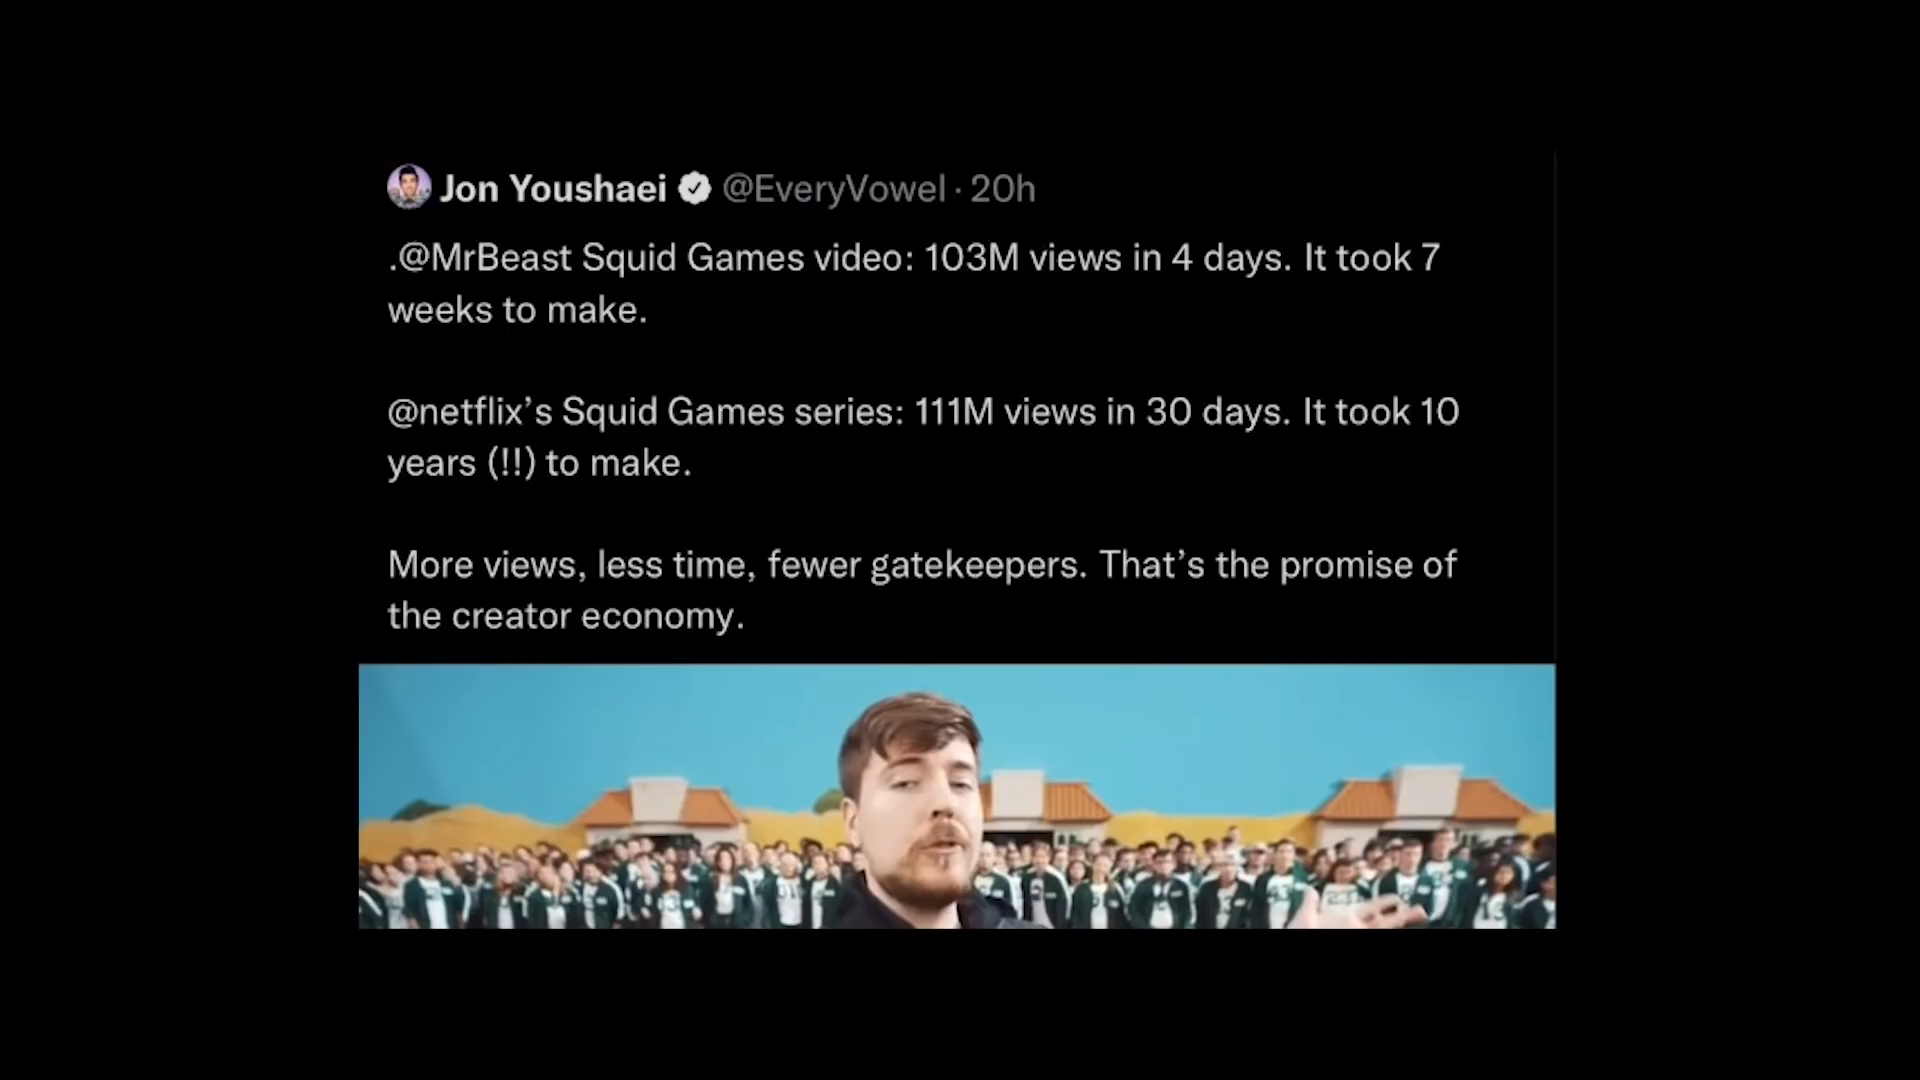 Jon Youshaei @EveryVowel · 20h
.@MrBeast Squid Games video: 103M views in 4 days. It took 7
weeks to make.
@netflix’s Squid Games series: 111M views in 30 days. It took 10
years (!!) to make.
More views, less time, fewer gatekeepers. That’s the promise of
the creator economy.